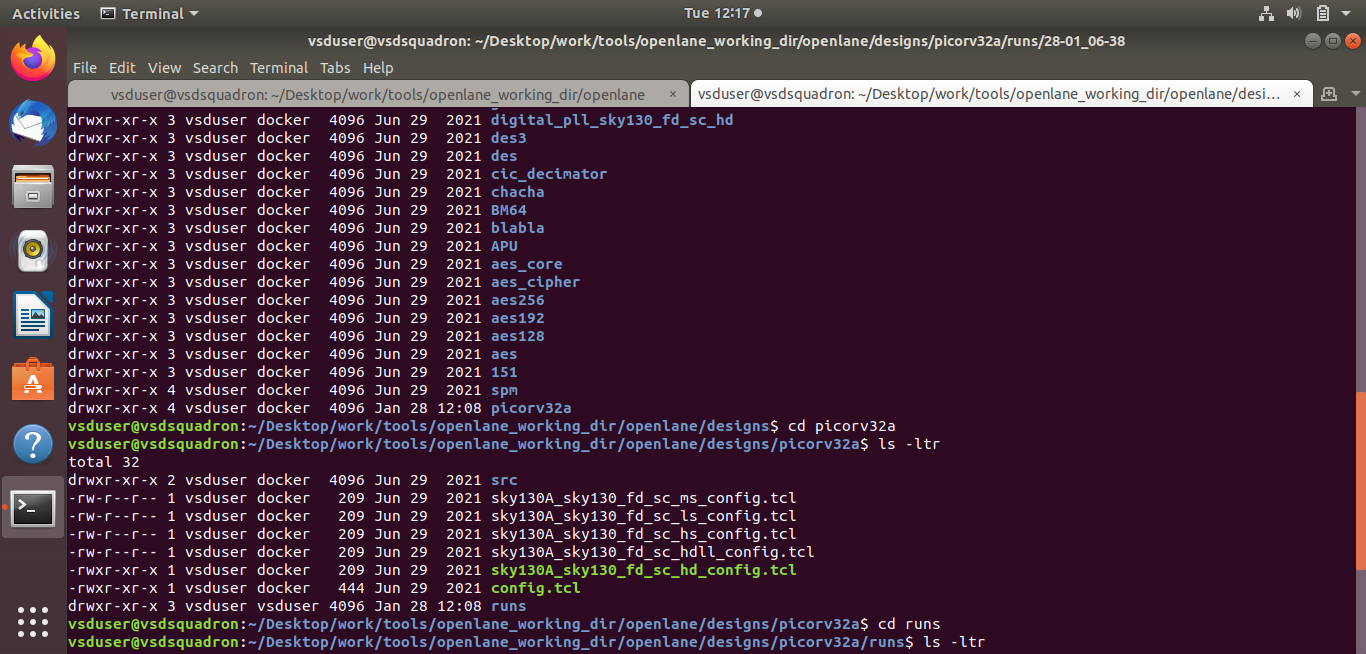 Activities Terminal Tue 12:17
vsduser@vsdsquadron: ~/Desktop/work/tools/openlane_working_dir/openlane/designs/picorv32a/runs/28-01_06-38
File Edit View Search Terminal Tabs Help
vsduser@vsdsquadron: ~/Desktop/work/tools/openlane_working_dir/openlane × vsduser@vsdsquadron: ~/Desktop/work/tools/openlane_working_dir/openlane/desi... ×
drwxr-xr-x 3 vsduser docker  4096 Jun 29  2021 digital_pll_sky130_fd_sc_hd
drwxr-xr-x 3 vsduser docker  4096 Jun 29  2021 des3
drwxr-xr-x 3 vsduser docker  4096 Jun 29  2021 des
drwxr-xr-x 3 vsduser docker  4096 Jun 29  2021 cic_decimator
drwxr-xr-x 3 vsduser docker  4096 Jun 29  2021 chacha
drwxr-xr-x 3 vsduser docker  4096 Jun 29  2021 BM64
drwxr-xr-x 3 vsduser docker  4096 Jun 29  2021 blabla
drwxr-xr-x 3 vsduser docker  4096 Jun 29  2021 APU
drwxr-xr-x 3 vsduser docker  4096 Jun 29  2021 aes_core
drwxr-xr-x 3 vsduser docker  4096 Jun 29  2021 aes_cipher
drwxr-xr-x 3 vsduser docker  4096 Jun 29  2021 aes256
drwxr-xr-x 3 vsduser docker  4096 Jun 29  2021 aes192
drwxr-xr-x 3 vsduser docker  4096 Jun 29  2021 aes128
drwxr-xr-x 3 vsduser docker  4096 Jun 29  2021 aes
drwxr-xr-x 3 vsduser docker  4096 Jun 29  2021 151
drwxr-xr-x 4 vsduser docker  4096 Jun 29  2021 spm
drwxr-xr-x 4 vsduser docker  4096 Jan 28 12:08 picorv32a
vsduser@vsdsquadron:~/Desktop/work/tools/openlane_working_dir/openlane/designs$ cd picorv32a
vsduser@vsdsquadron:~/Desktop/work/tools/openlane_working_dir/openlane/designs/picorv32a$ ls -ltr
total 32
drwxr-xr-x 2 vsduser docker  4096 Jun 29  2021 src
-rw-r--r-- 1 vsduser docker   209 Jun 29  2021 sky130A_sky130_fd_sc_ms_config.tcl
-rw-r--r-- 1 vsduser docker   209 Jun 29  2021 sky130A_sky130_fd_sc_ls_config.tcl
-rw-r--r-- 1 vsduser docker   209 Jun 29  2021 sky130A_sky130_fd_sc_hs_config.tcl
-rw-r--r-- 1 vsduser docker   209 Jun 29  2021 sky130A_sky130_fd_sc_hdll_config.tcl
-rwxr-xr-x 1 vsduser docker   209 Jun 29  2021 sky130A_sky130_fd_sc_hd_config.tcl
-rwxr-xr-x 1 vsduser docker   444 Jun 29  2021 config.tcl
drwxr-xr-x 3 vsduser vsduser 4096 Jan 28 12:08 runs
vsduser@vsdsquadron:~/Desktop/work/tools/openlane_working_dir/openlane/designs/picorv32a$ cd runs
vsduser@vsdsquadron:~/Desktop/work/tools/openlane_working_dir/openlane/designs/picorv32a/runs$ ls -ltr